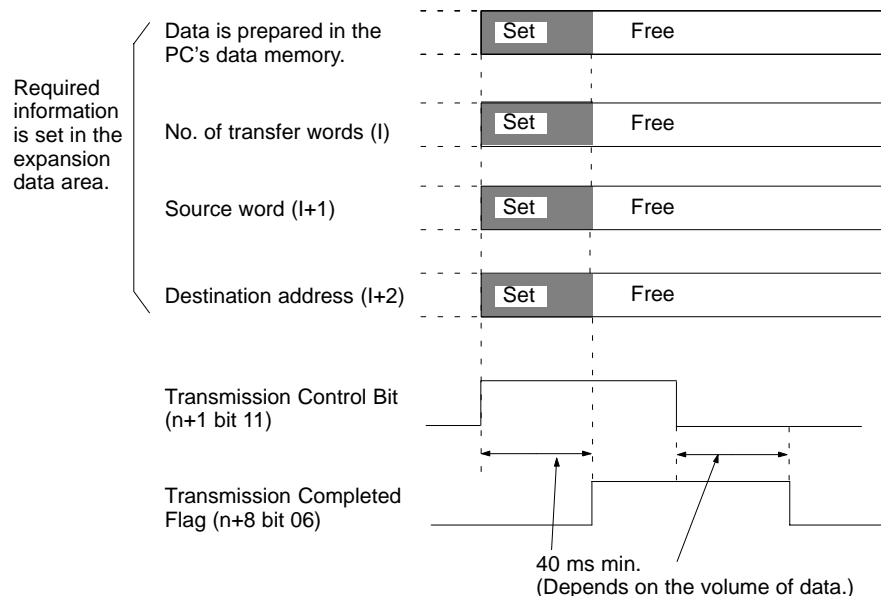 Required
information
is set in the
expansion
data area.
Data is prepared in the
PC's data memory.
Set
Free
No. of transfer words (I)
Set
Free
Source word (I+1)
Set
Free
Destination address (I+2)
Set
Free
Transmission Control Bit
(n+1 bit 11)
Transmission Completed
Flag (n+8 bit 06)
40 ms min.
(Depends on the volume of data.)